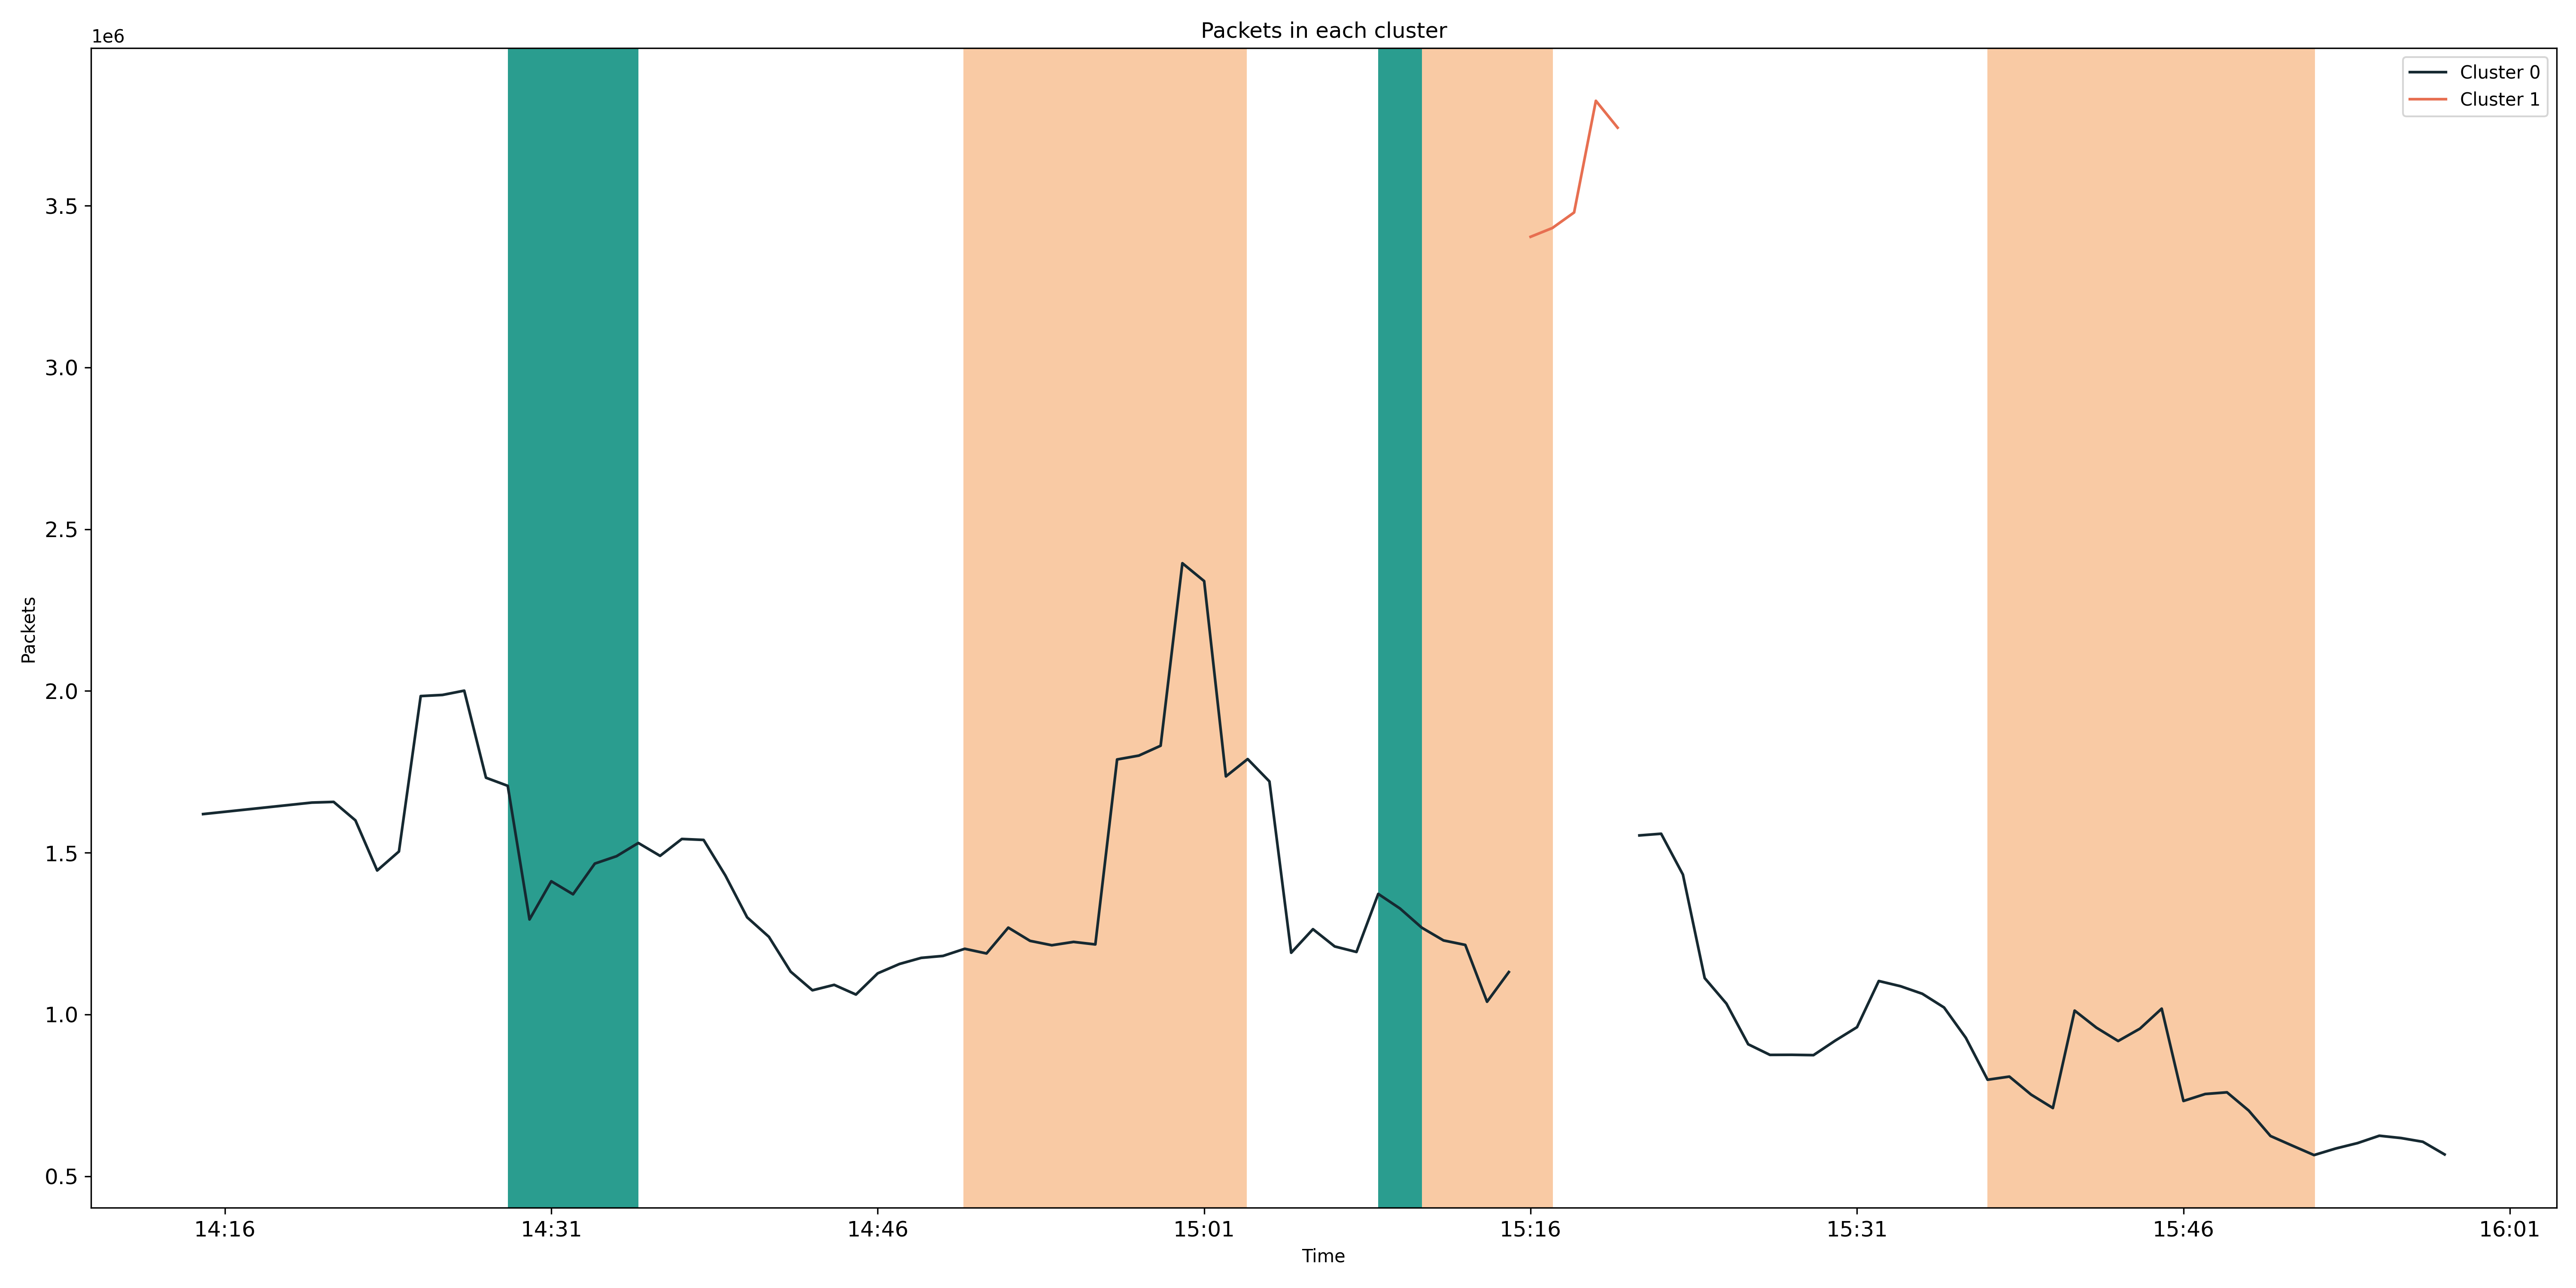 Packets in each cluster
1e6
Cluster 0
Cluster 1
3.5
3.0
2.5
2.0
1.5
1.0
0.5
Packets
14:16 14:31 14:46 15:01 15:16 15:31 15:46 16:01
Time